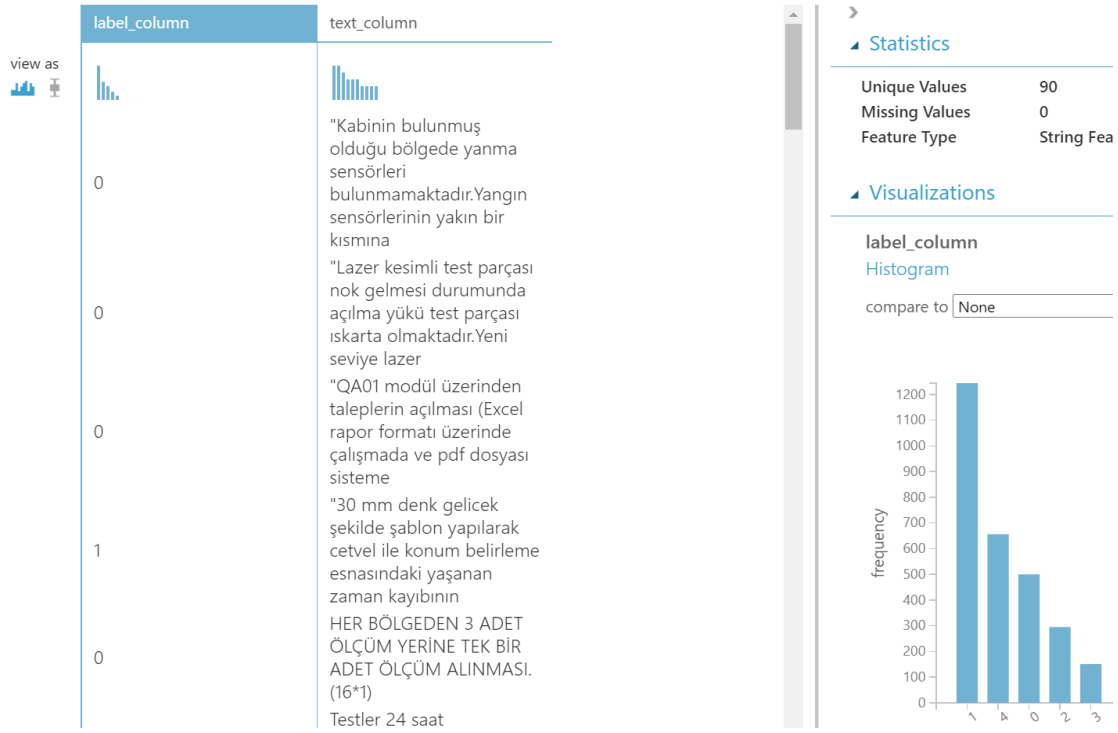 label_column
text_column
view as
0
"Kabinin bulunmuş
olduğu bölgede yanma
sensörleri
bulunmamaktadır.Yangın
sensörlerinin yakın bir
kısmına
0
"Lazer kesimli test parçası
nok gelmesi durumunda
açılma yükü test parçası
ıskarta olmaktadır.Yeni
seviye lazer
0
"QA01 modül üzerinden
taleplerin açılması (Excel
rapor formatı üzerinde
çalışmada ve pdf dosyası
sisteme
1
"30 mm denk gelicek
şekilde şablon yapılarak
cetvel ile konum belirleme
esnasındaki yaşanan
zaman kayıbının
0
HER BÖLGEDEN 3 ADET
ÖLÇÜM YERİNE TEK BİR
ADET ÖLÇÜM ALINMASI.
(16*1)
Testler 24 saat
Statistics
Unique Values 90
Missing Values 0
Feature Type String Fea
Visualizations
label_column
Histogram
compare to None
1200
1100
1000
900
800
700
600
500
400
300
200
100
0
frequency
1 4 0 2 3